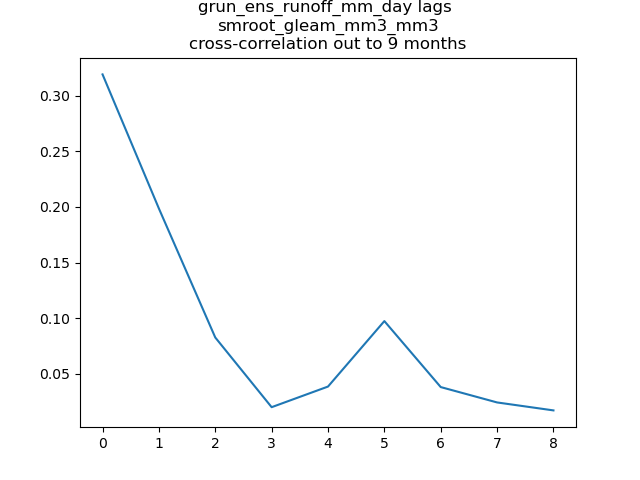 grun_ens_runoff_mm_day lags
smroot_gleam_mm3_mm3
cross-correlation out to 9 months
0.30
0.25
0.20
0.15
0.10
0.05
0 1 2 3 4 5 6 7 8